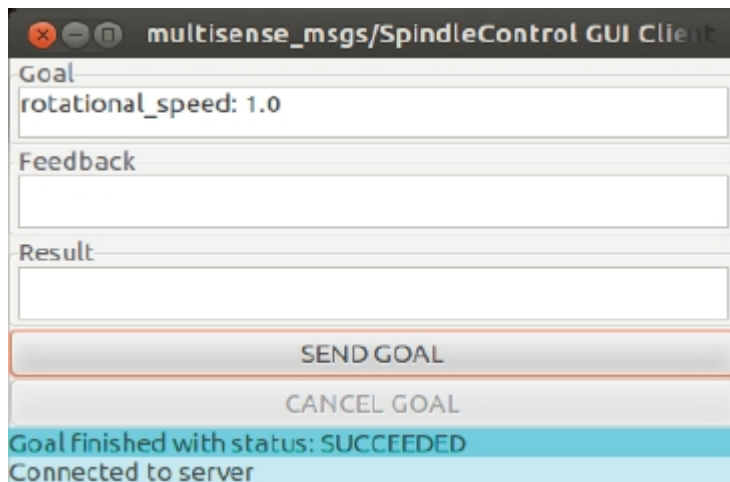 multisense_msgs/SpindleControl GUI Client
Goal
rotational_speed: 1.0
Feedback
Result
SEND GOAL
CANCEL GOAL
Goal finished with status: SUCCEEDED
Connected to server